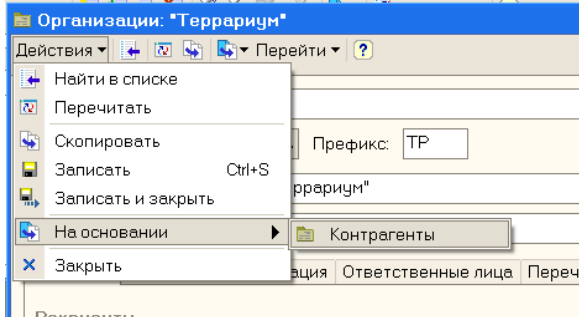 Организации: "Террариум"
Действия Перейти ?
Найти в списке
Перечитать
Скопировать
Префикс: ТР
Записать Ctrl+S
Записать и закрыть
На основании
Контрагенты
Закрыть
Ответственные лица